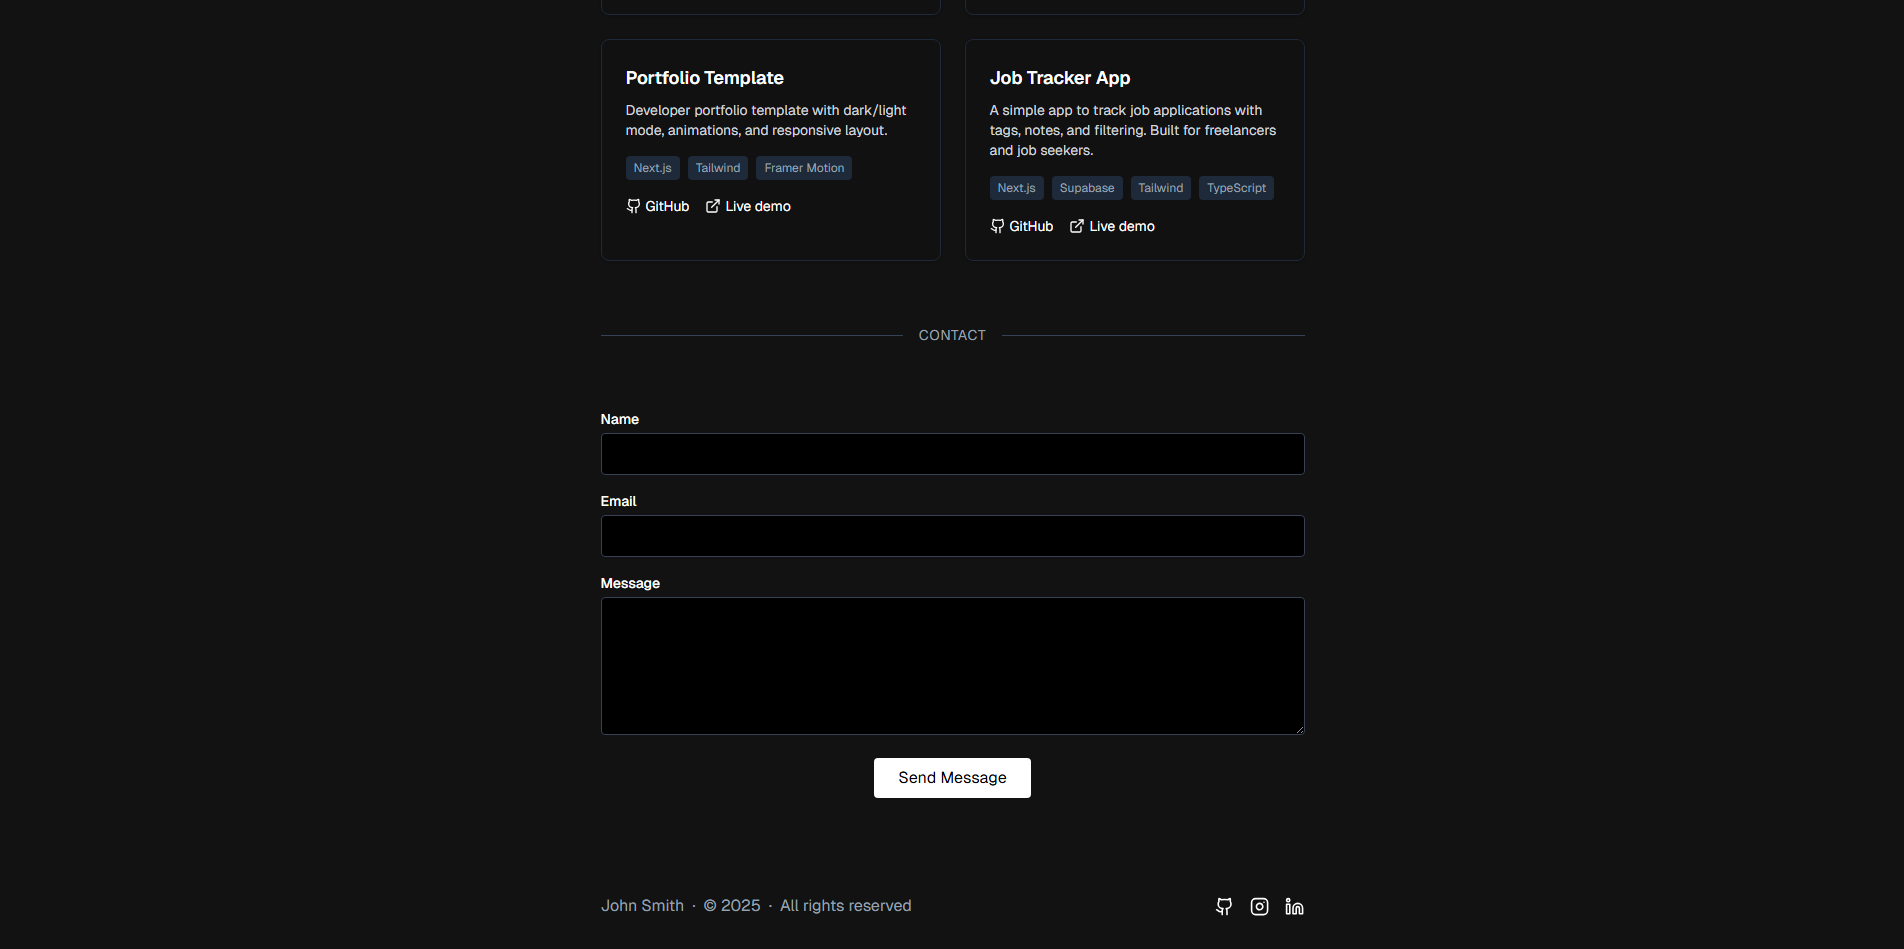 Portfolio Template
Developer portfolio template with dark/light
mode, animations, and responsive layout.
Next.js Tailwind Framer Motion
GitHub Live demo
Job Tracker App
A simple app to track job applications with
tags, notes, and filtering. Built for freelancers
and job seekers.
Next.js Supabase Tailwind TypeScript
GitHub Live demo
CONTACT
Name
Email
Message
Send Message
John Smith · © 2025 · All rights reserved